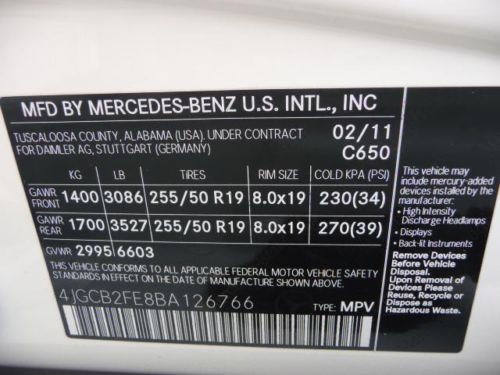 MFD BY MERCEDES-BENZ U.S. INTL., INC
TUSCALOOSA COUNTY, ALABAMA (USA). UNDER CONTRACT
FOR DAIMLER AG, STUTTGART (GERMANY)
02/11
C650
KG LB TIRES RIM SIZE COLD KPA (PSI)
GAWR FRONT 1400 3086 255/50 R19 8.0x19 230(34)
GAWR REAR 1700 3527 255/50 R19 8.0x19 270(39)
GVWR 2995 6603
THIS VEHICLE CONFORMS TO ALL APPLICABLE FEDERAL MOTOR VEHICLE SAFETY
STANDARDS IN EFFECT ON THE DATE OF MANUFACTURE SHOWN ABOVE.
4JGCB2FE8BA126766 TYPE: MPV
This vehicle may
include mercury-added
devices installed by the
manufacturer:
• High Intensity
Discharge Headlamps
• Displays
• Back-lit Instruments
Remove Devices
Before Vehicle
Disposal.
Upon Removal of
Devices Please
Reuse, Recycle or
Dispose as
Hazardous Waste.